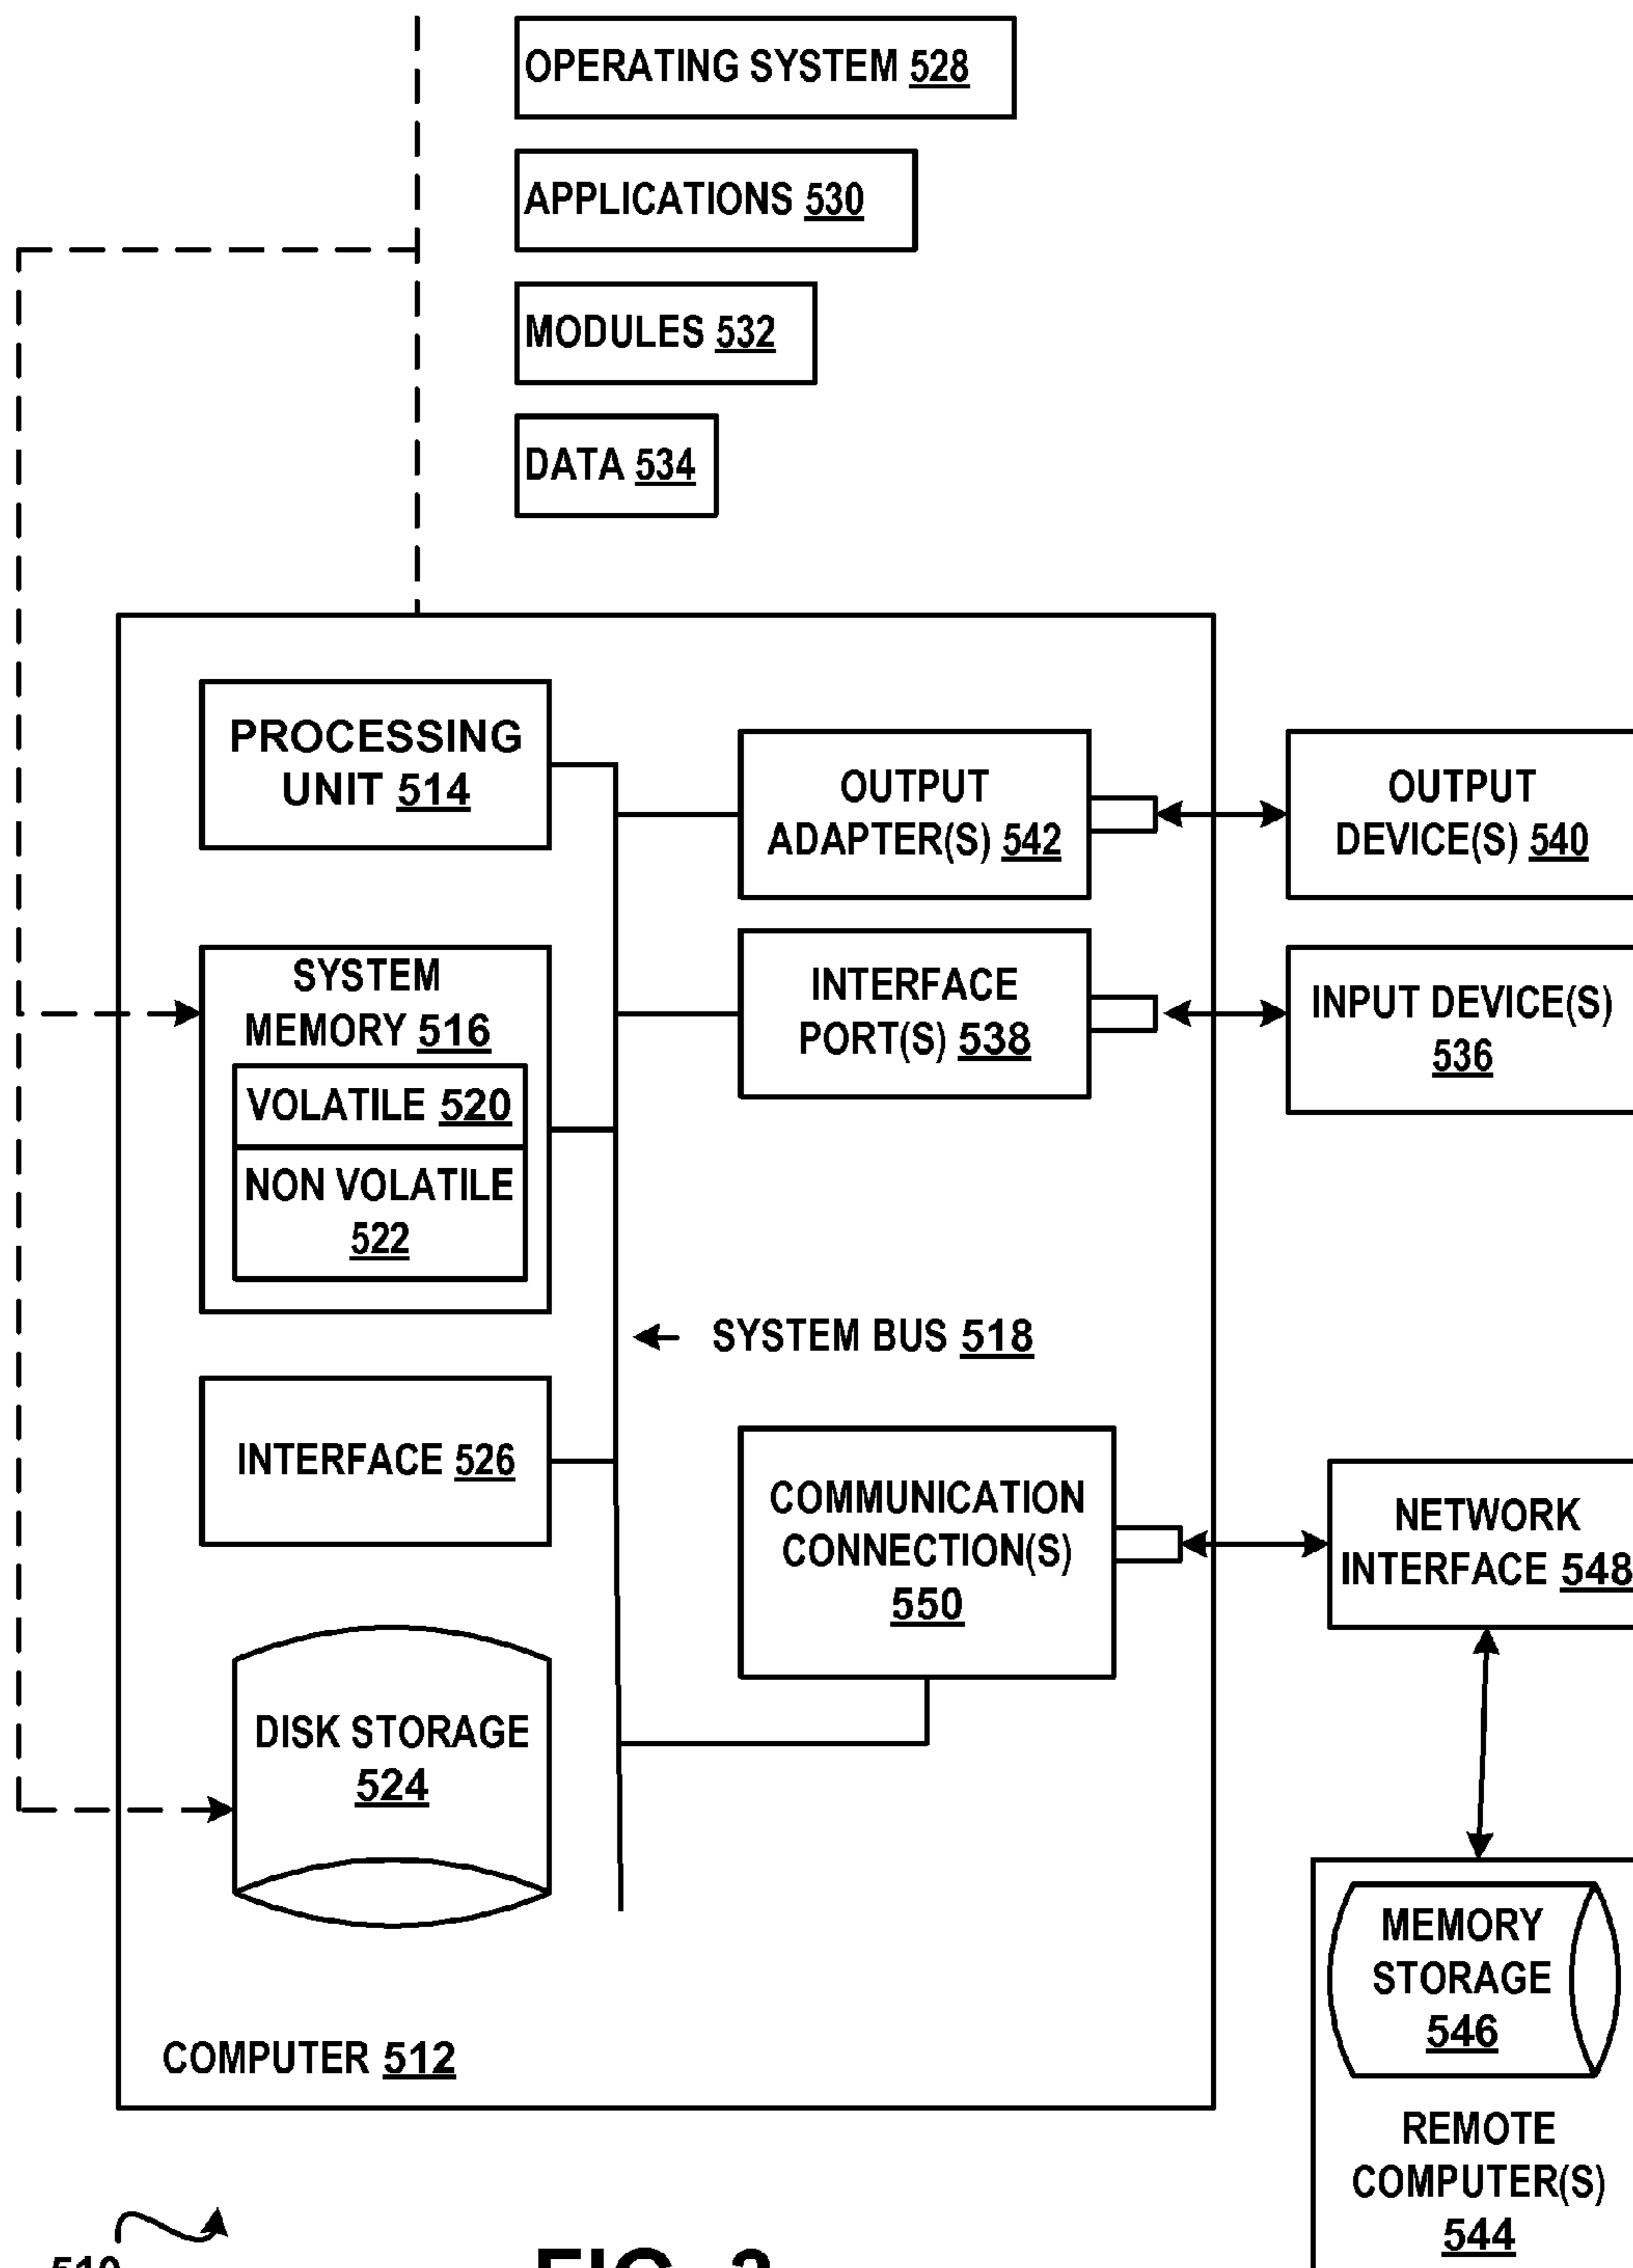 OPERATING SYSTEM 528
APPLICATIONS 530
MODULES 532
DATA 534
PROCESSING
UNIT 514
OUTPUT
ADAPTER(S) 542
OUTPUT
DEVICE(S) 540
SYSTEM
MEMORY 516
VOLATILE 520
NON VOLATILE
522
INTERFACE
PORT(S) 538
INPUT DEVICE(S)
536
SYSTEM BUS 518
INTERFACE 526
COMMUNICATION
CONNECTION(S)
550
NETWORK
INTERFACE 548
DISK STORAGE
524
MEMORY
STORAGE
546
REMOTE
COMPUTER(S)
544
COMPUTER 512
FIG.